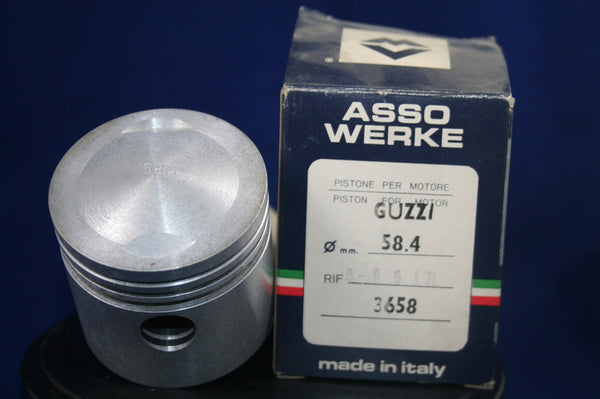 ASSO
WERKE
PISTONE PER MOTORE
PISTON FOR MOTOR
GUZZI
Ø mm. 58.4
RIF
3658
made in italy